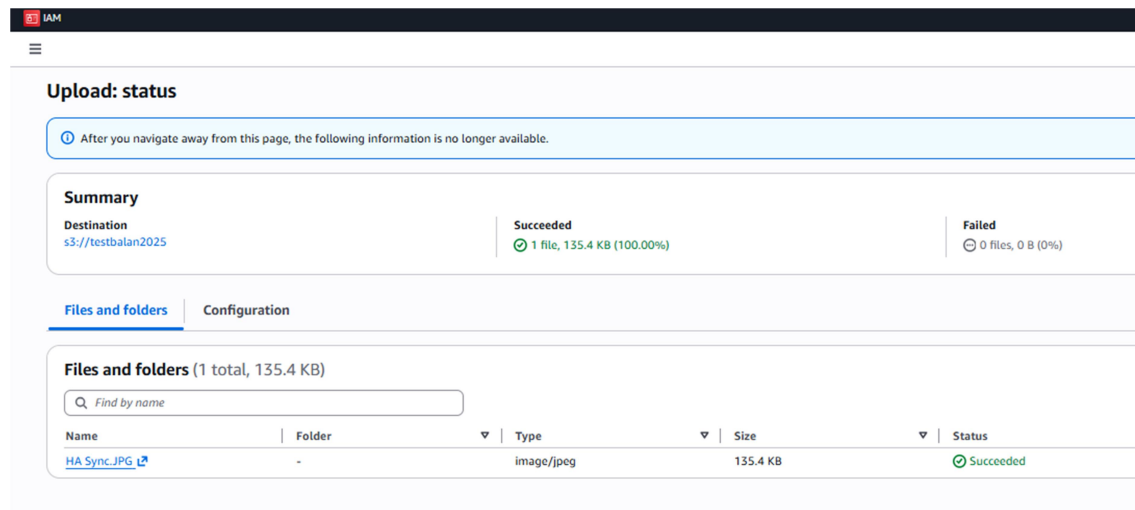 IAM
Upload: status
After you navigate away from this page, the following information is no longer available.
Summary
Destination Succeeded Failed
s3://testbalan2025 1 file, 135.4 KB (100.00%) 0 files, 0 B (0%)
Files and folders Configuration
Files and folders (1 total, 135.4 KB)
Find by name
Name Folder Type Size Status
HA Sync.JPG - image/jpeg 135.4 KB Succeeded